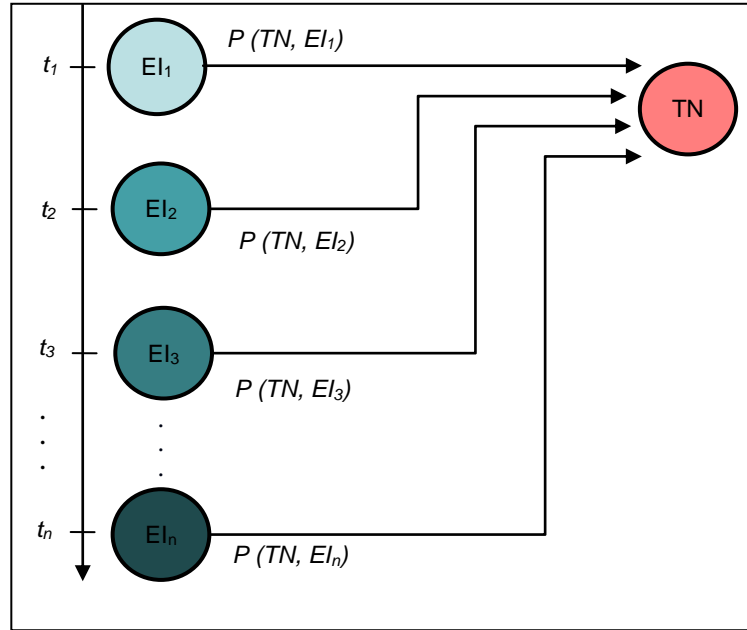 P (TN, EI₁)
t₁
EI₁
TN
t₂
EI₂
P (TN, EI₂)
t₃
EI₃
P (TN, EI₃)
tₙ
EIₙ
P (TN, EIₙ)